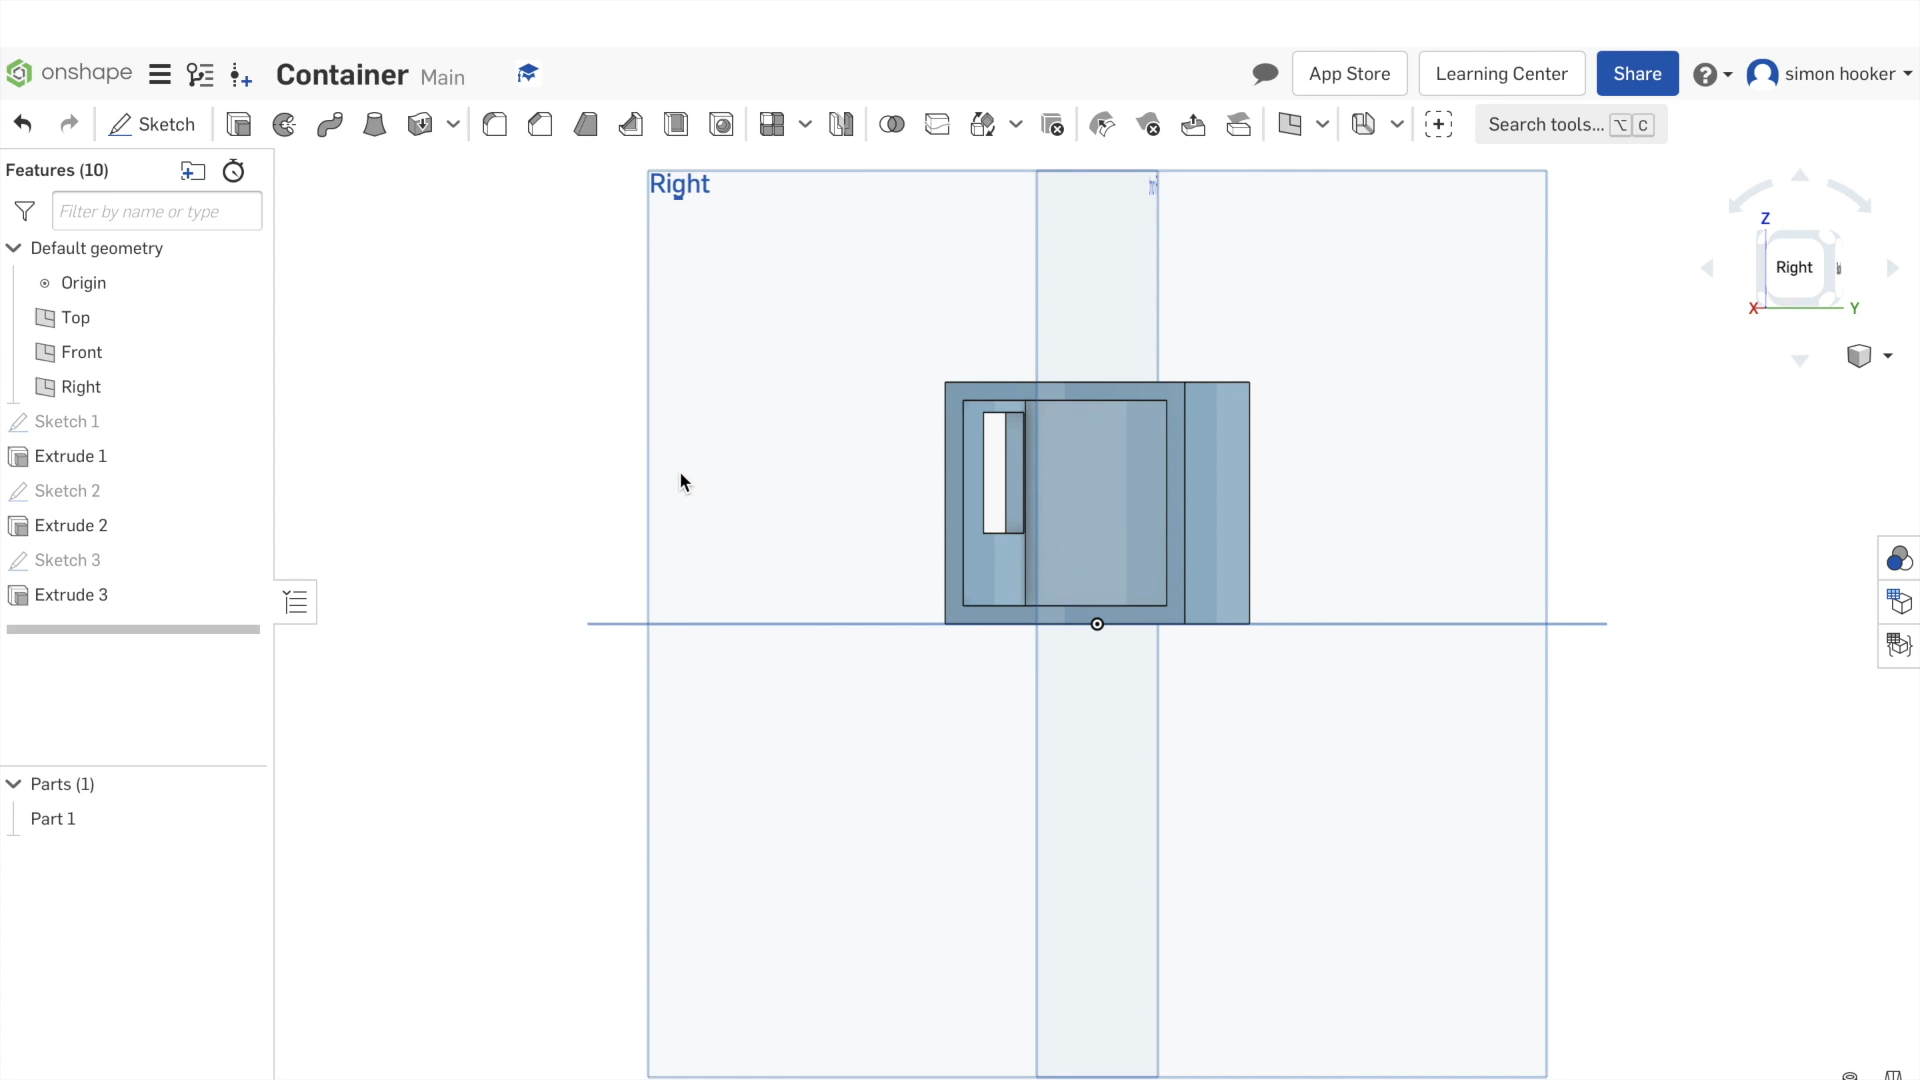 onshape
Container Main
App Store
Learning Center
Share
simon hooker
Sketch
Search tools... ⌥ C
Features (10)
Filter by name or type
Default geometry
Origin
Top
Front
Right
Sketch 1
Extrude 1
Sketch 2
Extrude 2
Sketch 3
Extrude 3
Parts (1)
Part 1
Right
Z
Right
X
Y